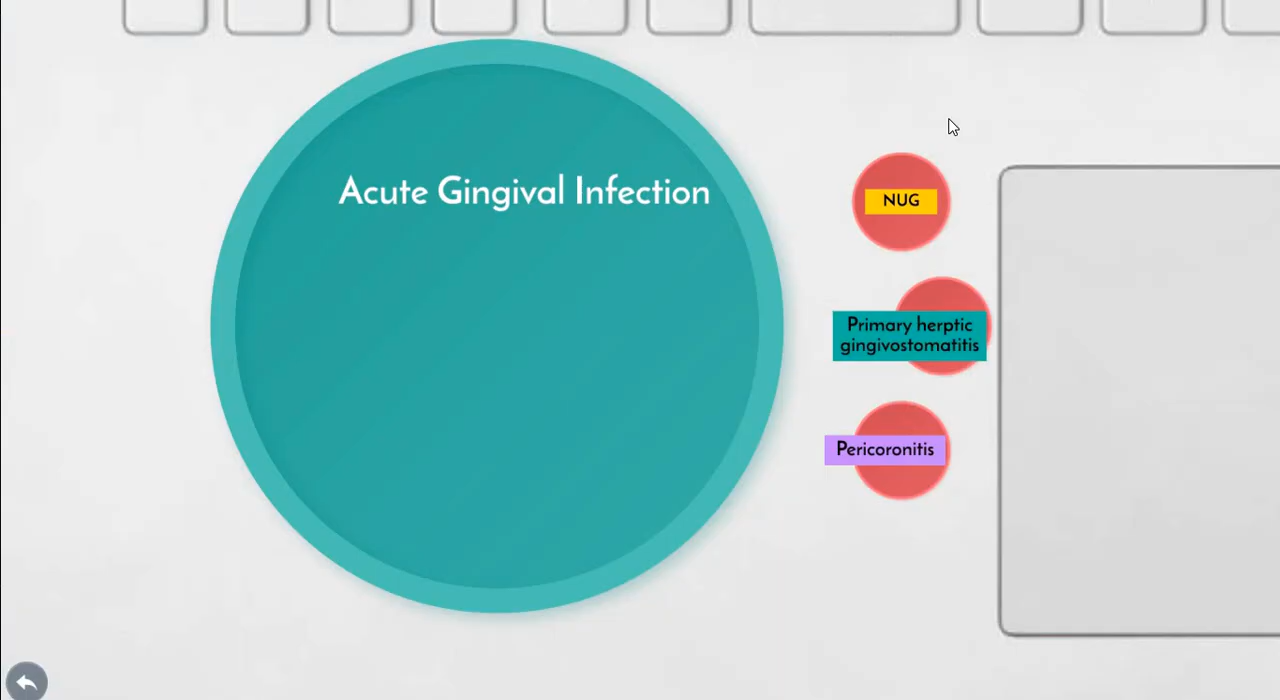 Acute Gingival Infection
NUG
Primary herptic
gingivostomatitis
Pericoronitis